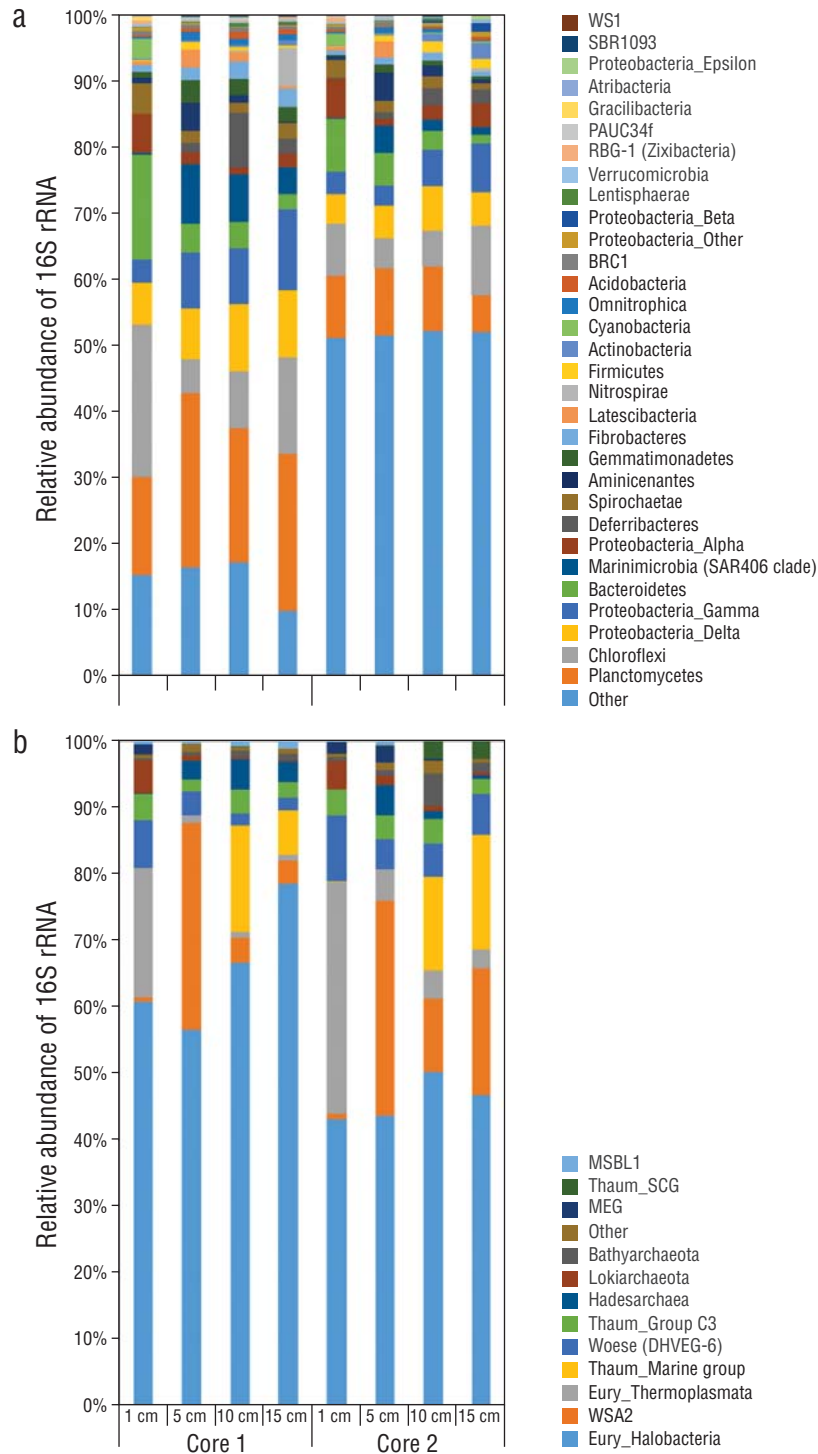 a
Relative abundance of 16S rRNA
100%
90%
80%
70%
60%
50%
40%
30%
20%
10%
0%
WS1
SBR1093
Proteobacteria_Epsilon
Atribacteria
Gracilibacteria
PAUC34f
RBG-1 (Zixibacteria)
Verrucomicrobia
Lentisphaerae
Proteobacteria_Beta
Proteobacteria_Other
BRC1
Acidobacteria
Omnitrophica
Cyanobacteria
Actinobacteria
Firmicutes
Nitrospirae
Latescibacteria
Fibrobacteres
Gemmatimonadetes
Aminicenantes
Spirochaetae
Deferribacteres
Proteobacteria_Alpha
Marinimicrobia (SAR406 clade)
Bacteroidetes
Proteobacteria_Gamma
Proteobacteria_Delta
Chloroflexi
Planctomycetes
Other
b
Relative abundance of 16S rRNA
100%
90%
80%
70%
60%
50%
40%
30%
20%
10%
0%
1 cm 5 cm 10 cm 15 cm 1 cm 5 cm 10 cm 15 cm
Core 1 Core 2
MSBL1
Thaum_SCG
MEG
Other
Bathyarchaeota
Lokiarchaeota
Hadesarchaea
Thaum_Group C3
Woese (DHVEG-6)
Thaum_Marine group
Eury_Thermoplasmata
WSA2
Eury_Halobacteria